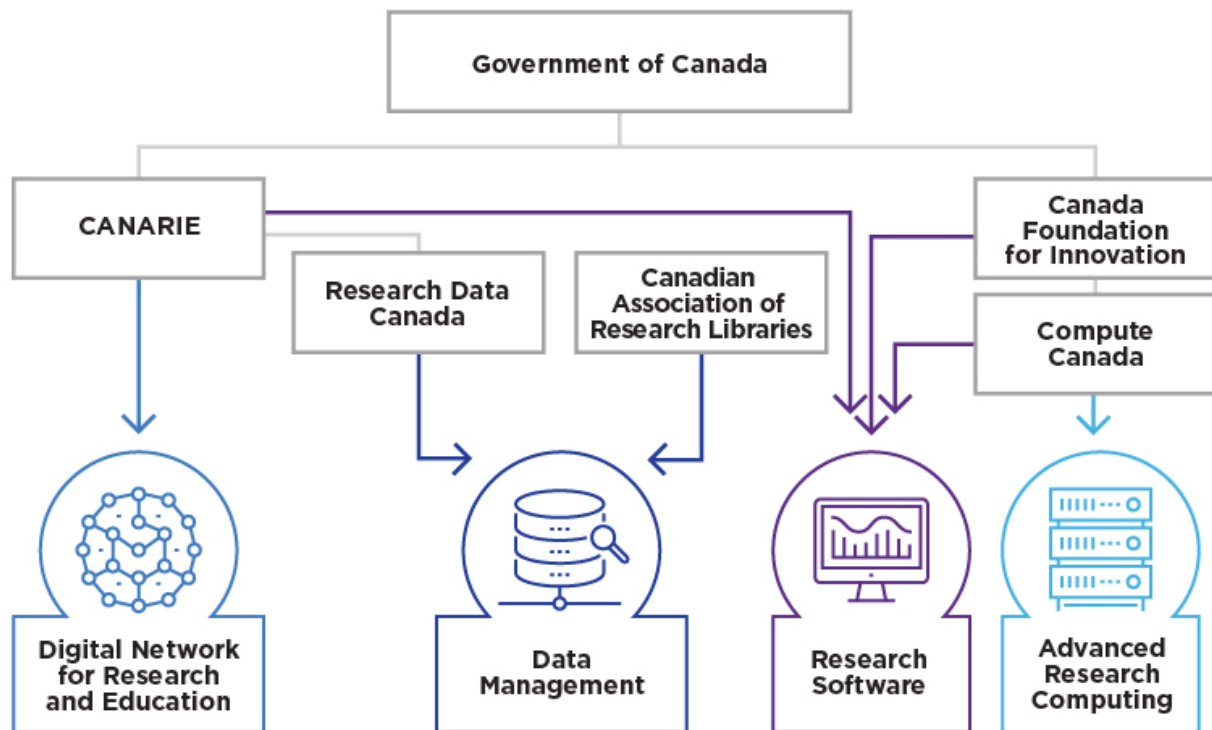 Government of Canada
CANARIE
Canada
Foundation
for Innovation
Research Data
Canada
Canadian
Association of
Research Libraries
Compute
Canada
Digital Network
for Research
and Education
Data
Management
Research
Software
Advanced
Research
Computing